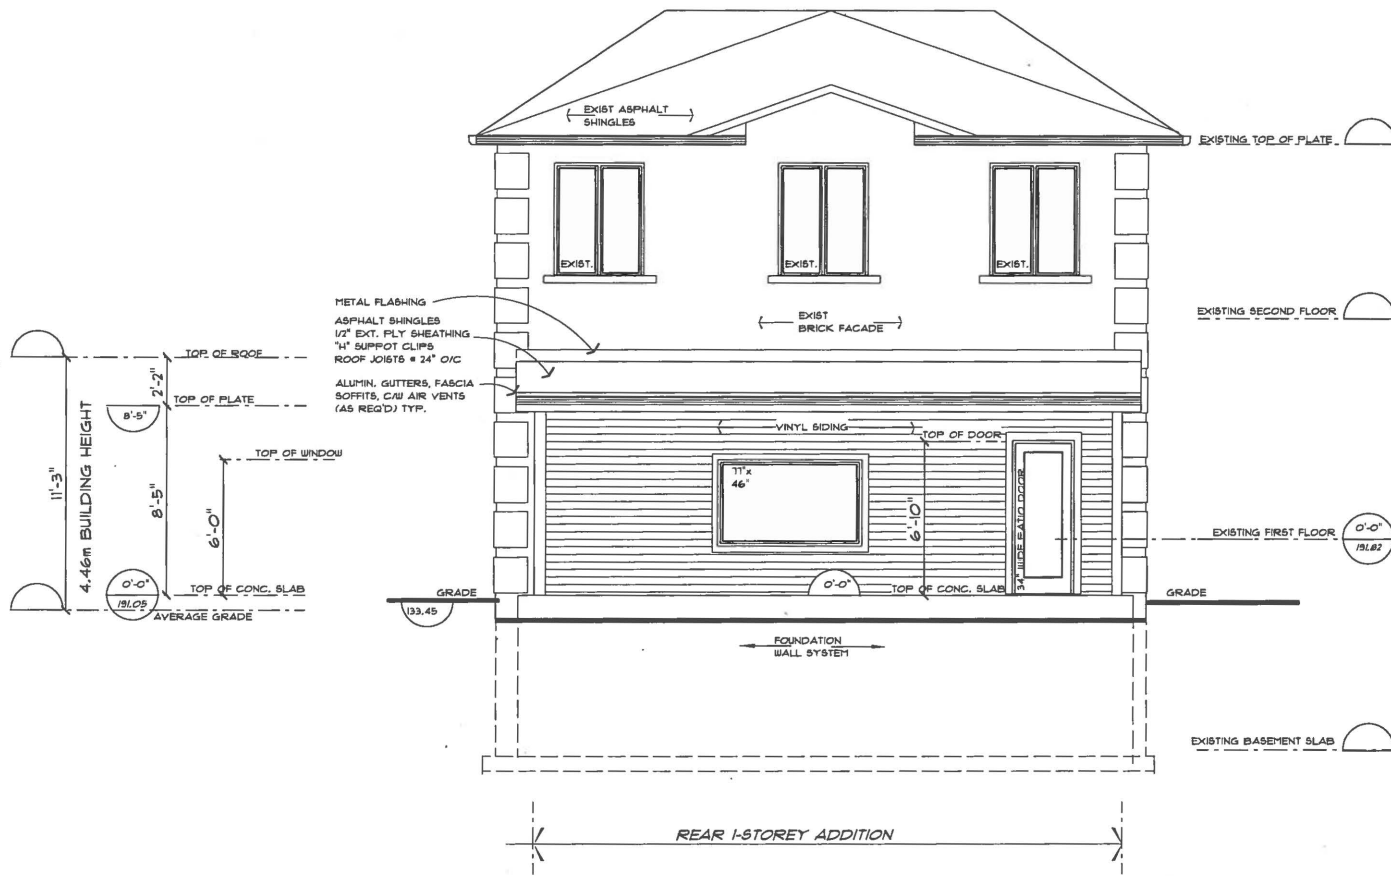 EXIST ASPHALT
SHINGLES
EXISTING TOP OF PLATE
EXIST.
EXIST.
EXIST.
METAL FLASHING
ASPHALT SHINGLES
1/2" EXT. PLY SHEATHING
"H" SUPPOT CLIPS
ROOF JOISTS @ 24" O/C
ALUMIN. GUTTERS, FASCIA
SOFFITS, C/W AIR VENTS
(AS REQ'D) TYP.
EXIST
BRICK FACADE
EXISTING SECOND FLOOR
TOP OF ROOF
2'-2"
TOP OF PLATE
8'-5"
11'-3"
4.46m BUILDING HEIGHT
8'-5"
TOP OF WINDOW
6'-0"
VINYL SIDING
TOP OF DOOR
77"x
46"
6'-10"
34" WIDE PATIO DOOR
EXISTING FIRST FLOOR
0'-0"
191.82
0'-0"
191.05
TOP OF CONC. SLAB
AVERAGE GRADE
GRADE
133.45
0'-0"
TOP OF CONC. SLAB
GRADE
FOUNDATION
WALL SYSTEM
EXISTING BASEMENT SLAB
REAR 1-STOREY ADDITION